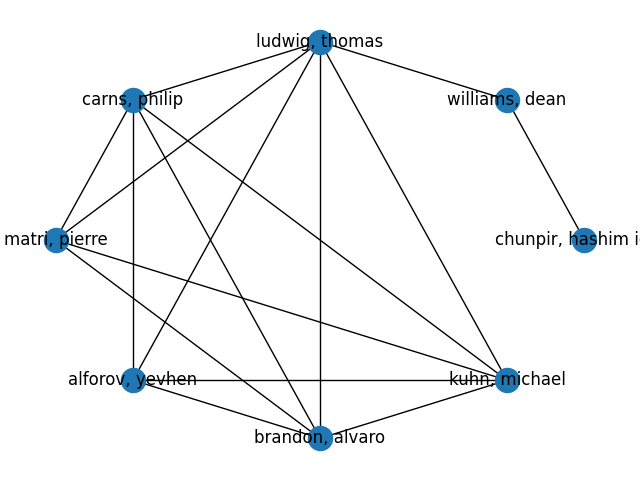 ludwig, thomas
carns, philip
williams, dean
matri, pierre
chunpir, hashim
alforov, yevhen
kuhn, michael
brandon, alvaro